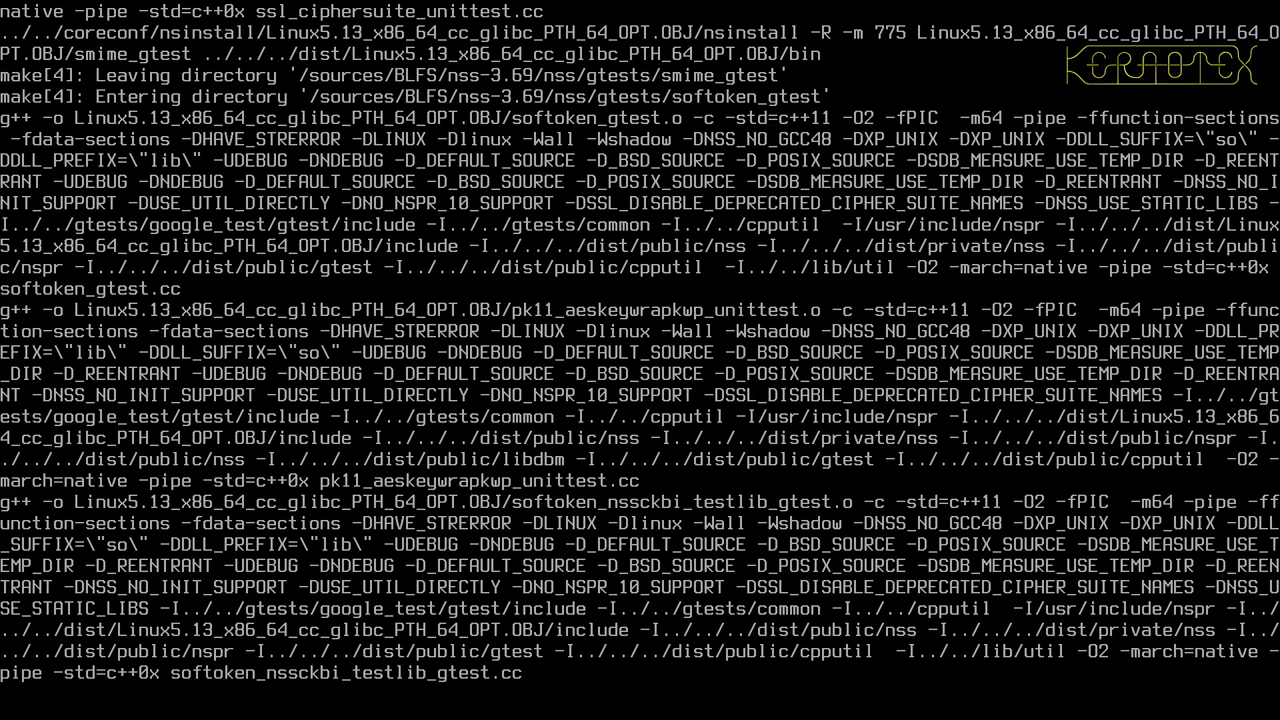 native -pipe -std=c++0x ssl_ciphersuite_unittest.cc
../../coreconf/nsinstall/Linux5.13_x86_64_cc_glibc_PTH_64_OPT.OBJ/nsinstall -R -m 775 Linux5.13_x86_64_cc_glibc_PTH_64_O
PT.OBJ/smime_gtest ../../../dist/Linux5.13_x86_64_cc_glibc_PTH_64_OPT.OBJ/bin
KERNOTEX
make[4]: Leaving directory '/sources/BLFS/nss-3.69/nss/gtests/smime_gtest'
make[4]: Entering directory '/sources/BLFS/nss-3.69/nss/gtests/softoken_gtest'
g++ -o Linux5.13_x86_64_cc_glibc_PTH_64_OPT.OBJ/softoken_gtest.o -c -std=c++11 -O2 -fPIC  -m64 -pipe -ffunction-sections
 -fdata-sections -DHAVE_STRERROR -DLINUX -Dlinux -Wall -Wshadow -DNSS_NO_GCC48 -DXP_UNIX -DXP_UNIX -DDLL_SUFFIX=\"so\" -
DDLL_PREFIX=\"lib\" -UDEBUG -DNDEBUG -D_DEFAULT_SOURCE -D_BSD_SOURCE -D_POSIX_SOURCE -DSDB_MEASURE_USE_TEMP_DIR -D_REENT
RANT -UDEBUG -DNDEBUG -D_DEFAULT_SOURCE -D_BSD_SOURCE -D_POSIX_SOURCE -DSDB_MEASURE_USE_TEMP_DIR -D_REENTRANT -DNSS_NO_I
NIT_SUPPORT -DUSE_UTIL_DIRECTLY -DNO_NSPR_10_SUPPORT -DSSL_DISABLE_DEPRECATED_CIPHER_SUITE_NAMES -DNSS_USE_STATIC_LIBS -
I../../gtests/google_test/gtest/include -I../../gtests/common -I../../cpputil  -I/usr/include/nspr -I../../../dist/Linux
5.13_x86_64_cc_glibc_PTH_64_OPT.OBJ/include -I../../../dist/public/nss -I../../../dist/private/nss -I../../../dist/publi
c/nspr -I../../../dist/public/gtest -I../../../dist/public/cpputil  -I../../lib/util -O2 -march=native -pipe -std=c++0x
softoken_gtest.cc
g++ -o Linux5.13_x86_64_cc_glibc_PTH_64_OPT.OBJ/pk11_aeskeywrapkwp_unittest.o -c -std=c++11 -O2 -fPIC  -m64 -pipe -ffunc
tion-sections -fdata-sections -DHAVE_STRERROR -DLINUX -Dlinux -Wall -Wshadow -DNSS_NO_GCC48 -DXP_UNIX -DXP_UNIX -DDLL_PR
EFIX=\"lib\" -DDLL_SUFFIX=\"so\" -UDEBUG -DNDEBUG -D_DEFAULT_SOURCE -D_BSD_SOURCE -D_POSIX_SOURCE -DSDB_MEASURE_USE_TEMP
_DIR -D_REENTRANT -UDEBUG -DNDEBUG -D_DEFAULT_SOURCE -D_BSD_SOURCE -D_POSIX_SOURCE -DSDB_MEASURE_USE_TEMP_DIR -D_REENTRA
NT -DNSS_NO_INIT_SUPPORT -DUSE_UTIL_DIRECTLY -DNO_NSPR_10_SUPPORT -DSSL_DISABLE_DEPRECATED_CIPHER_SUITE_NAMES -I../../gt
ests/google_test/gtest/include -I../../gtests/common -I../../cpputil -I/usr/include/nspr -I../../../dist/Linux5.13_x86_6
4_cc_glibc_PTH_64_OPT.OBJ/include -I../../../dist/public/nss -I../../../dist/private/nss -I../../../dist/public/nspr -I.
./../../dist/public/nss -I../../../dist/public/libdbm -I../../../dist/public/gtest -I../../../dist/public/cpputil  -O2 -
march=native -pipe -std=c++0x pk11_aeskeywrapkwp_unittest.cc
g++ -o Linux5.13_x86_64_cc_glibc_PTH_64_OPT.OBJ/softoken_nssckbi_testlib_gtest.o -c -std=c++11 -O2 -fPIC  -m64 -pipe -ff
unction-sections -fdata-sections -DHAVE_STRERROR -DLINUX -Dlinux -Wall -Wshadow -DNSS_NO_GCC48 -DXP_UNIX -DXP_UNIX -DDLL
_SUFFIX=\"so\" -DDLL_PREFIX=\"lib\" -UDEBUG -DNDEBUG -D_DEFAULT_SOURCE -D_BSD_SOURCE -D_POSIX_SOURCE -DSDB_MEASURE_USE_T
EMP_DIR -D_REENTRANT -UDEBUG -DNDEBUG -D_DEFAULT_SOURCE -D_BSD_SOURCE -D_POSIX_SOURCE -DSDB_MEASURE_USE_TEMP_DIR -D_REEN
TRANT -DNSS_NO_INIT_SUPPORT -DUSE_UTIL_DIRECTLY -DNO_NSPR_10_SUPPORT -DSSL_DISABLE_DEPRECATED_CIPHER_SUITE_NAMES -DNSS_U
SE_STATIC_LIBS -I../../gtests/google_test/gtest/include -I../../gtests/common -I../../cpputil  -I/usr/include/nspr -I../
../../dist/Linux5.13_x86_64_cc_glibc_PTH_64_OPT.OBJ/include -I../../../dist/public/nss -I../../../dist/private/nss -I../
../../dist/public/nspr -I../../../dist/public/gtest -I../../../dist/public/cpputil  -I../../lib/util -O2 -march=native -
pipe -std=c++0x softoken_nssckbi_testlib_gtest.cc